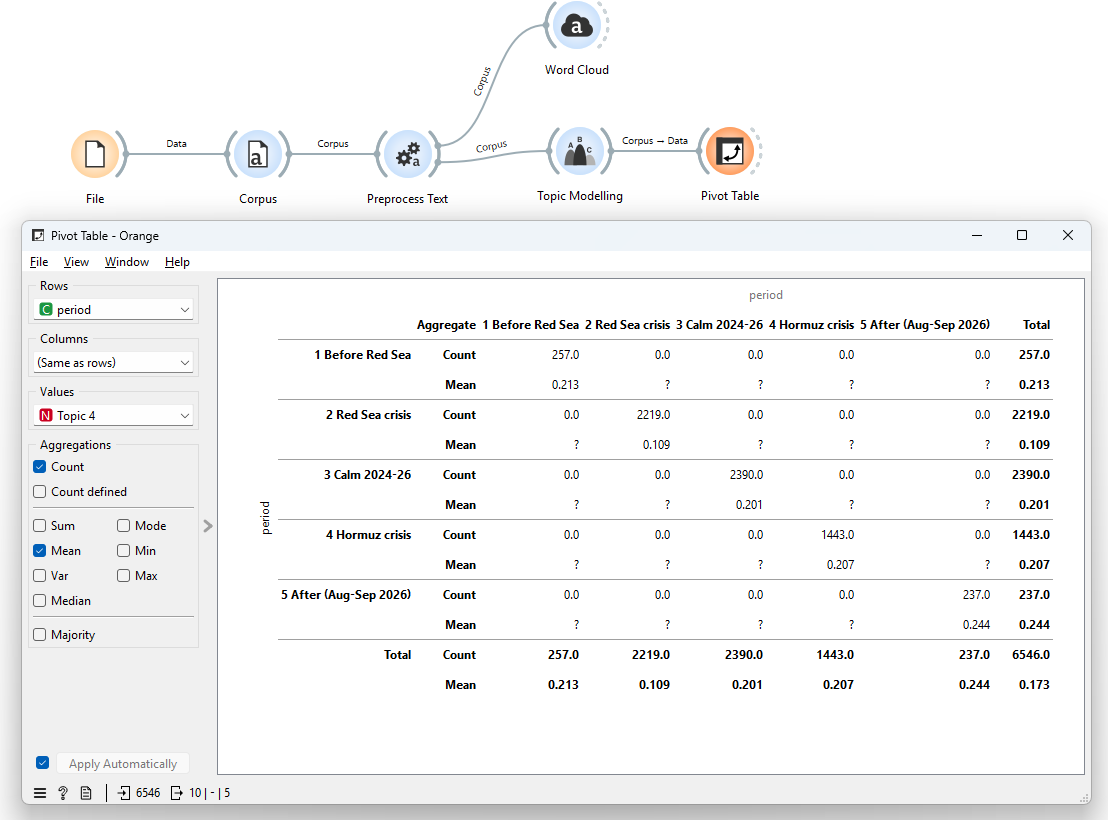 a
Word Cloud
Corpus
Data
Corpus
Corpus
Corpus → Data
a
a
A B C
File
Corpus
Preprocess Text
Topic Modelling
Pivot Table
Pivot Table - Orange
File View Window Help
Rows
C period
Columns
(Same as rows)
Values
N Topic 4
Aggregations
Count
Count defined
Sum Mode
Mean Min
Var Max
Median
Majority
Apply Automatically
period
period
Aggregate 1 Before Red Sea 2 Red Sea crisis 3 Calm 2024-26 4 Hormuz crisis 5 After (Aug-Sep 2026) Total
1 Before Red Sea Count 257.0 0.0 0.0 0.0 0.0 257.0
Mean 0.213 ? ? ? ? 0.213
2 Red Sea crisis Count 0.0 2219.0 0.0 0.0 0.0 2219.0
Mean ? 0.109 ? ? ? 0.109
3 Calm 2024-26 Count 0.0 0.0 2390.0 0.0 0.0 2390.0
Mean ? ? 0.201 ? ? 0.201
4 Hormuz crisis Count 0.0 0.0 0.0 1443.0 0.0 1443.0
Mean ? ? ? 0.207 ? 0.207
5 After (Aug-Sep 2026) Count 0.0 0.0 0.0 0.0 237.0 237.0
Mean ? ? ? ? 0.244 0.244
Total Count 257.0 2219.0 2390.0 1443.0 237.0 6546.0
Mean 0.213 0.109 0.201 0.207 0.244 0.173
? 6546 10 | - | 5